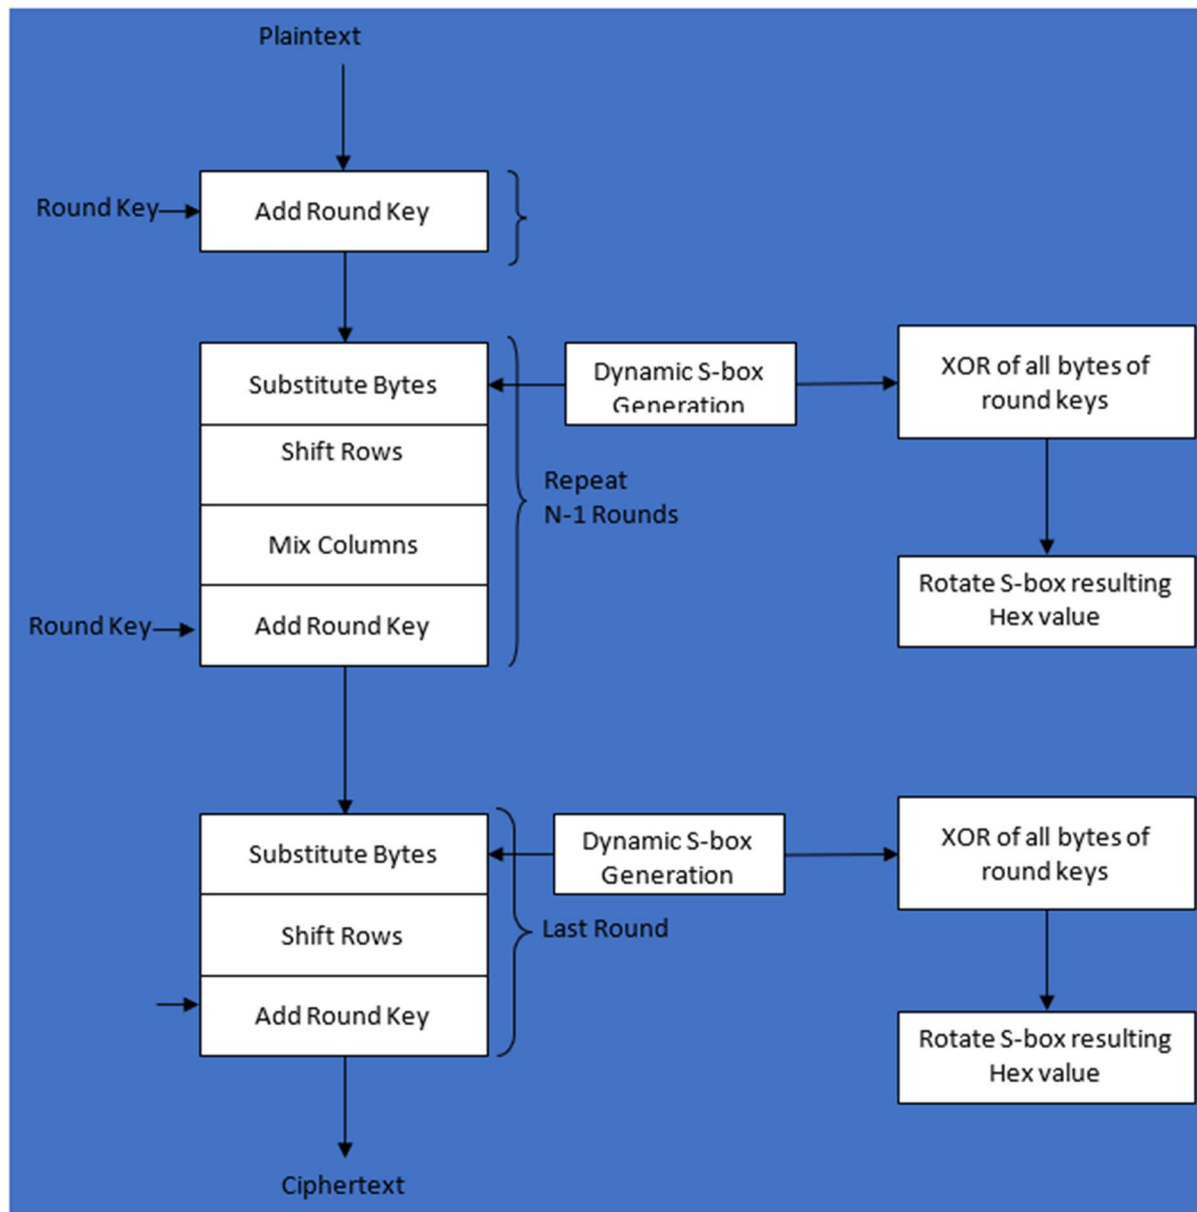 Plaintext
Round Key
Add Round Key
Substitute Bytes
Shift Rows
Mix Columns
Add Round Key
Round Key
Repeat
N-1 Rounds
Dynamic S-box
Generation
XOR of all bytes of
round keys
Rotate S-box resulting
Hex value
Substitute Bytes
Shift Rows
Add Round Key
Last Round
Dynamic S-box
Generation
XOR of all bytes of
round keys
Rotate S-box resulting
Hex value
Ciphertext